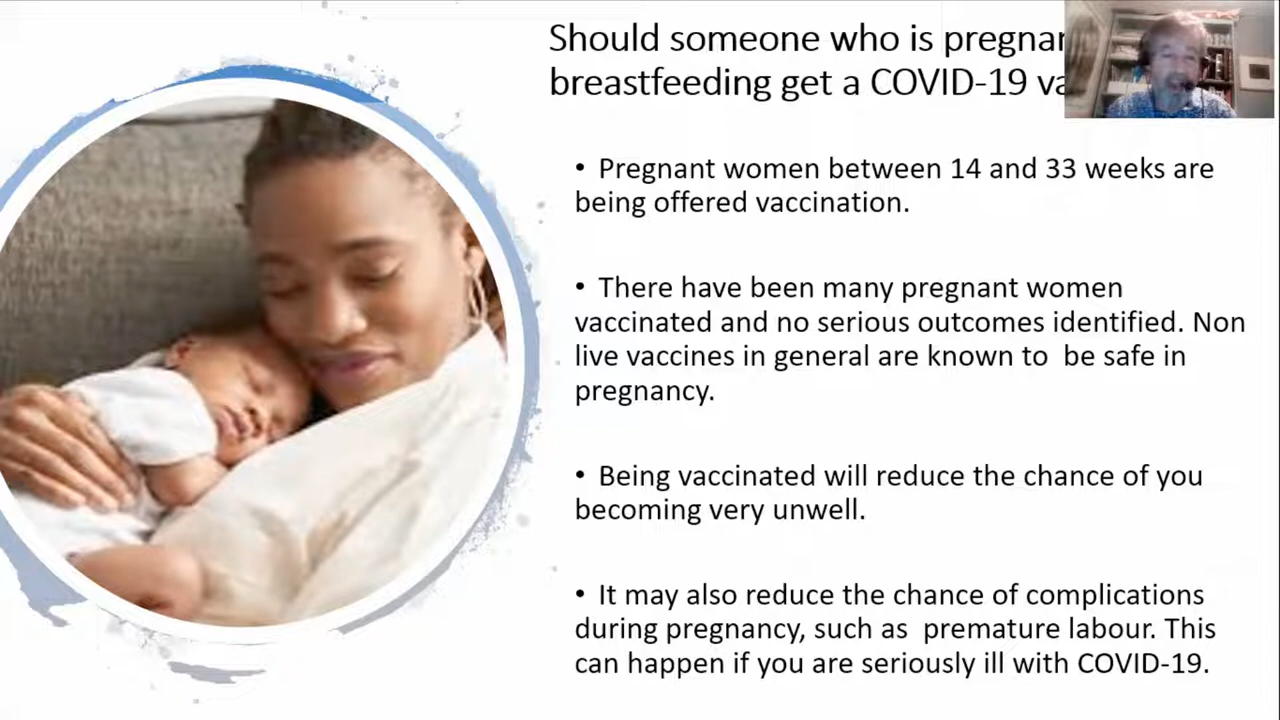 Should someone who is pregnan
breastfeeding get a COVID-19 va
• Pregnant women between 14 and 33 weeks are
being offered vaccination.
• There have been many pregnant women
vaccinated and no serious outcomes identified. Non
live vaccines in general are known to  be safe in
pregnancy.
• Being vaccinated will reduce the chance of you
becoming very unwell.
• It may also reduce the chance of complications
during pregnancy, such as  premature labour. This
can happen if you are seriously ill with COVID-19.